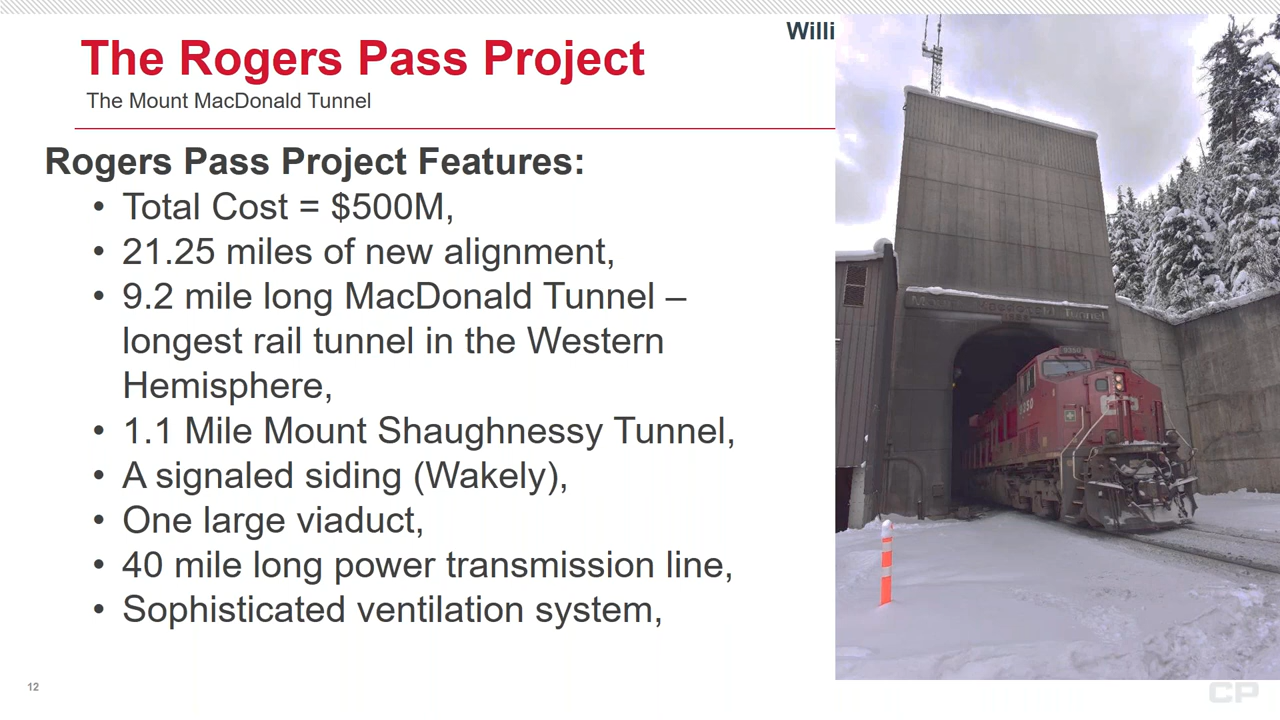 Willi
The Rogers Pass Project
The Mount MacDonald Tunnel
Rogers Pass Project Features:
• Total Cost = $500M,
• 21.25 miles of new alignment,
• 9.2 mile long MacDonald Tunnel –
longest rail tunnel in the Western
Hemisphere,
• 1.1 Mile Mount Shaughnessy Tunnel,
• A signaled siding (Wakely),
• One large viaduct,
• 40 mile long power transmission line,
• Sophisticated ventilation system,
Tunnel
CP
12
CP